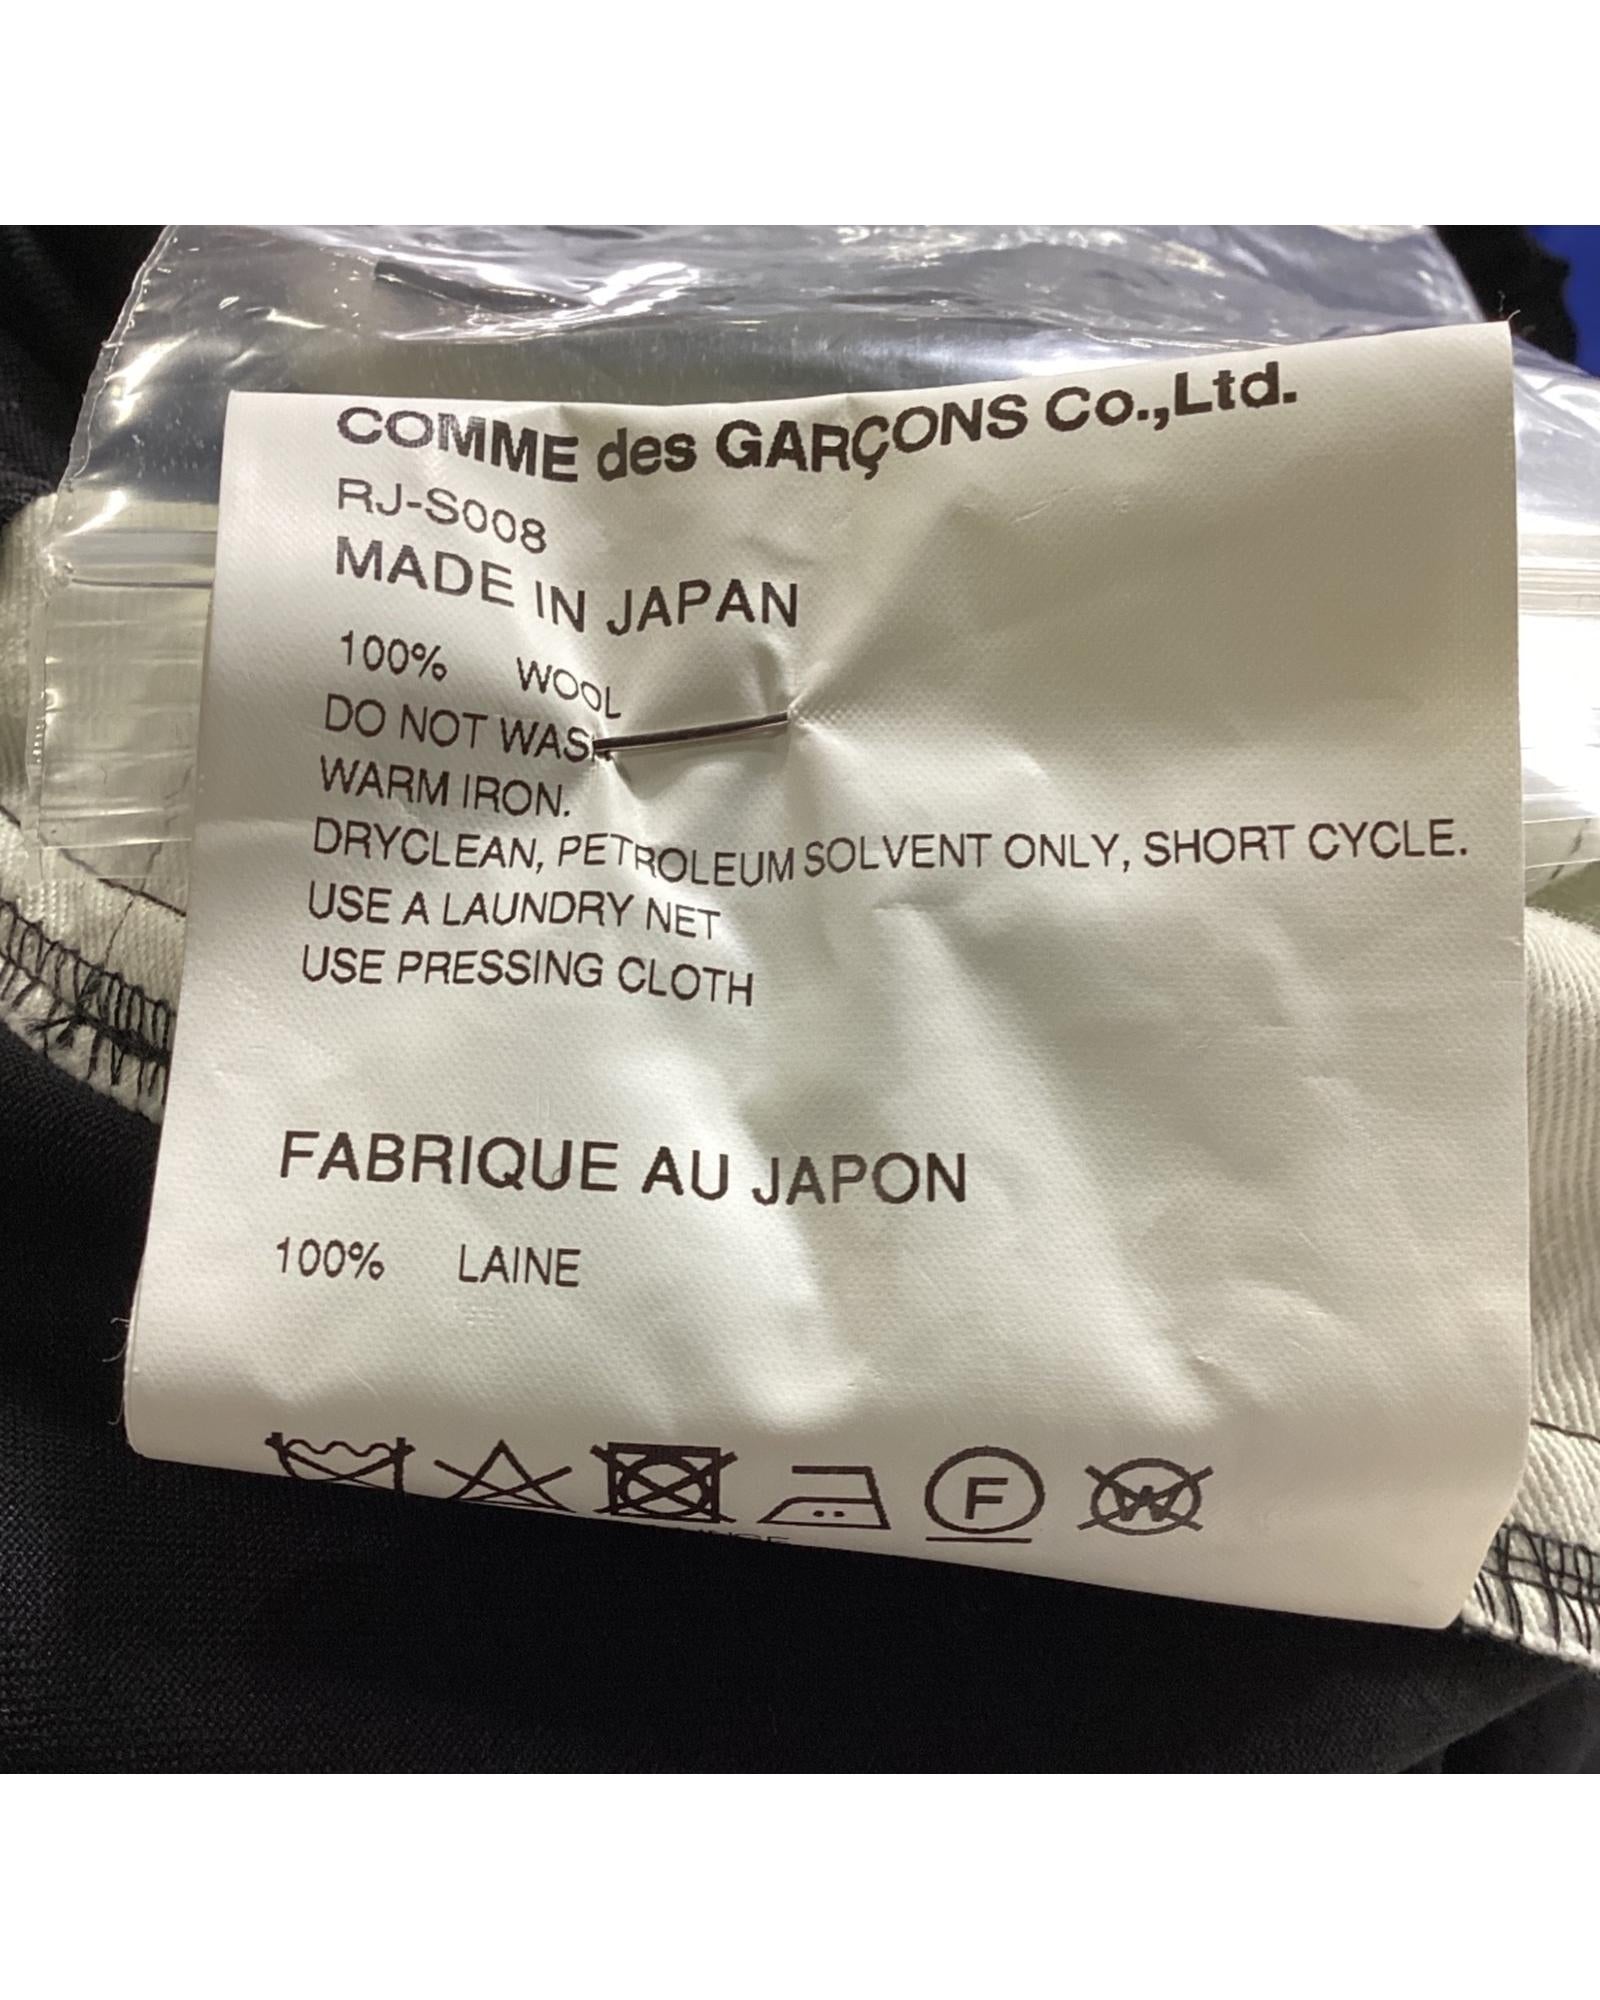 COMME des GARÇONS Co.,Ltd.
RJ-S008
MADE IN JAPAN
100% WOOL
DO NOT WASH
WARM IRON.
DRYCLEAN, PETROLEUM SOLVENT ONLY, SHORT CYCLE.
USE A LAUNDRY NET
USE PRESSING CLOTH
FABRIQUE AU JAPON
100% LAINE
F W